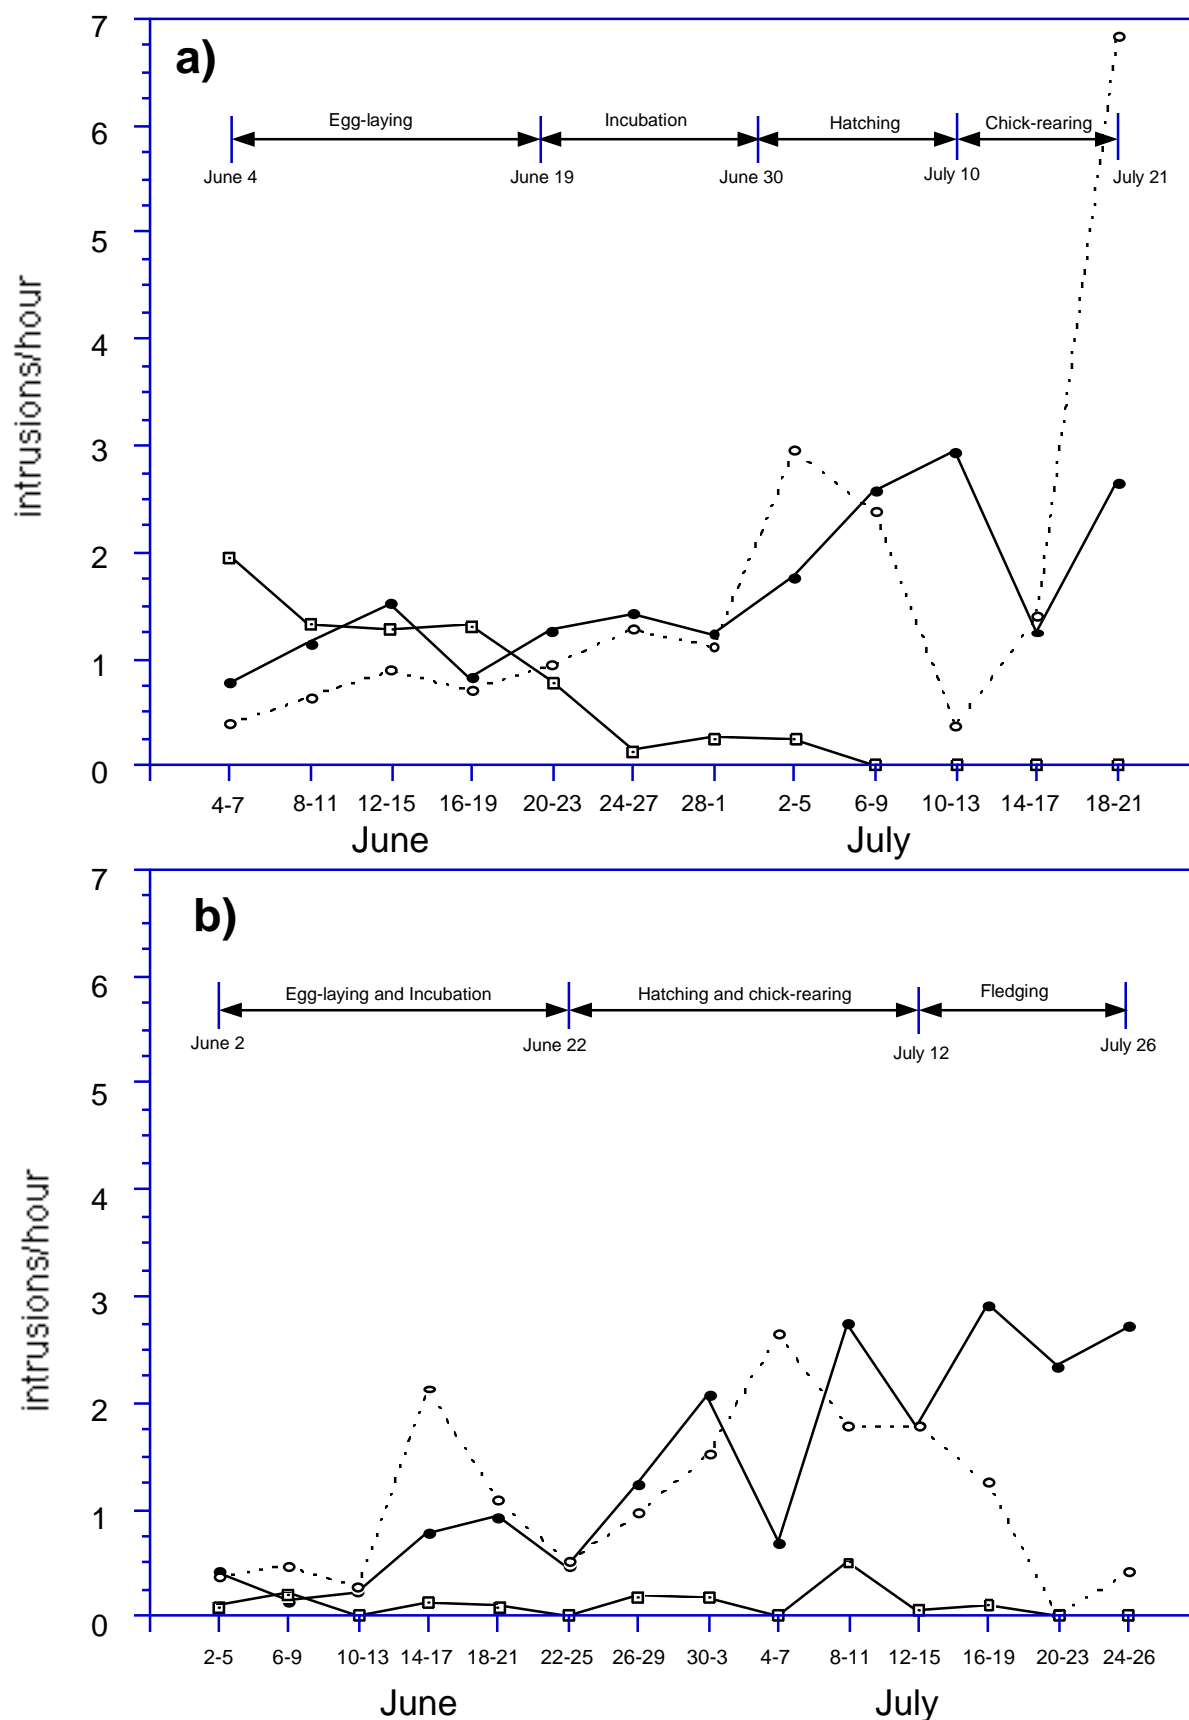 a)
7
6
5
4
3
2
1
0
intrusions/hour
Egg-laying Incubation Hatching Chick-rearing
June 4 June 19 June 30 July 10 July 21
4-7 8-11 12-15 16-19 20-23 24-27 28-1 2-5 6-9 10-13 14-17 18-21
June July
b)
7
6
5
4
3
2
1
0
intrusions/hour
Egg-laying and Incubation Hatching and chick-rearing Fledging
June 2 June 22 July 12 July 26
2-5 6-9 10-13 14-17 18-21 22-25 26-29 30-3 4-7 8-11 12-15 16-19 20-23 24-26
June July